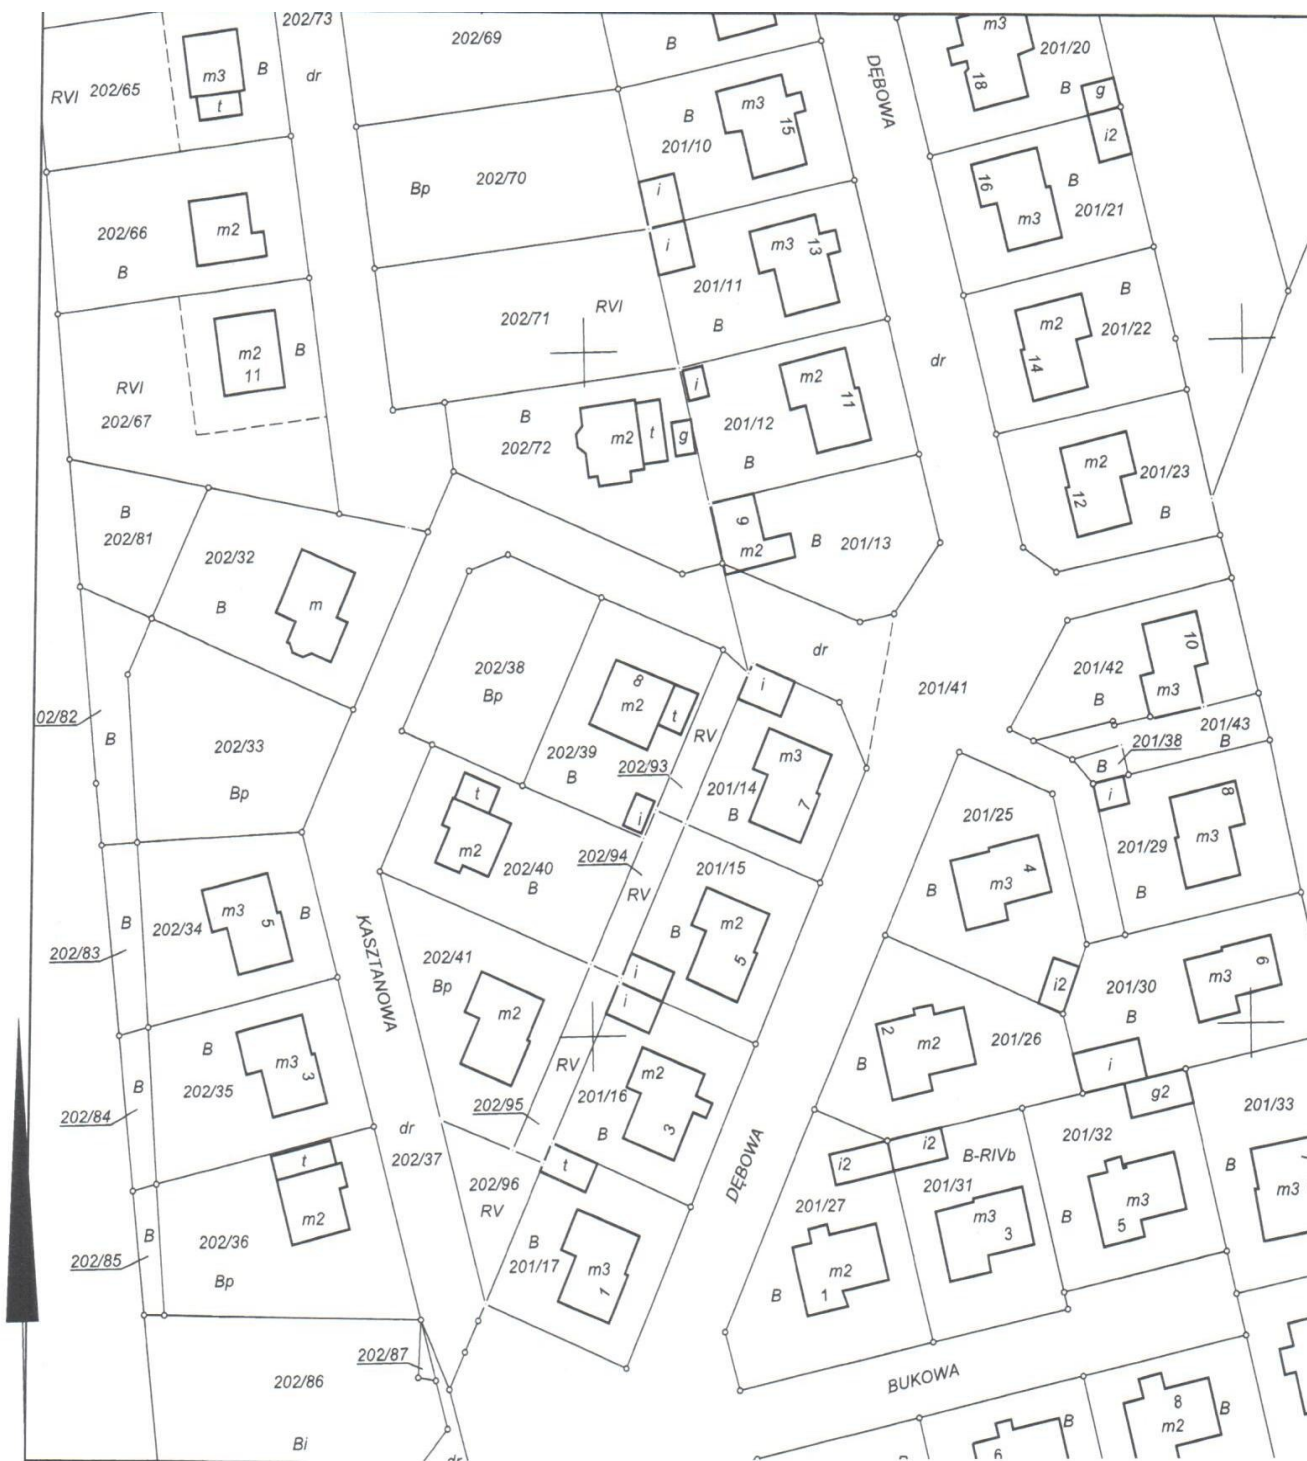 202/73
202/69
B
m3
201/20
DĘBOWA
RVI
202/65
m3
B
dr
t
18
B
g
i2
B
201/10
m3
15
Bp
202/70
i
16
m3
B
201/21
202/66
B
m2
i
m3
13
201/11
B
202/71
RVI
B
201/22
m2
14
m2
11
B
RVI
202/67
dr
B
202/72
m2
t
g
i
201/12
B
m2
11
m2
12
201/23
B
B
202/81
202/32
B
m
9
m2
B
201/13
dr
201/42
B
10
m3
201/41
202/38
Bp
8
m2
t
i
RV
02/82
B
202/33
Bp
202/39
B
202/93
i
m3
7
201/14
B
201/43
B
201/38
B
i
t
m2
202/40
B
202/94
RV
201/15
B
m2
5
201/25
B
m3
4
201/29
B
8
m3
B
202/83
202/34
m3
5
B
KASZTANOWA
202/41
Bp
m2
i
i
i2
201/30
B
m3
6
B
202/84
B
202/35
m3
3
RV
202/95
201/16
B
m2
3
2
m2
B
201/26
i
g2
201/33
dr
202/37
t
m2
202/96
RV
t
DĘBOWA
i2
i2
B-RIVb
201/32
201/27
201/31
m3
3
B
m3
5
B
m3
B
202/85
202/36
Bp
B
201/17
m3
1
B
m2
1
202/87
202/86
Bi
BUKOWA
dr
6
B
8
m2
B